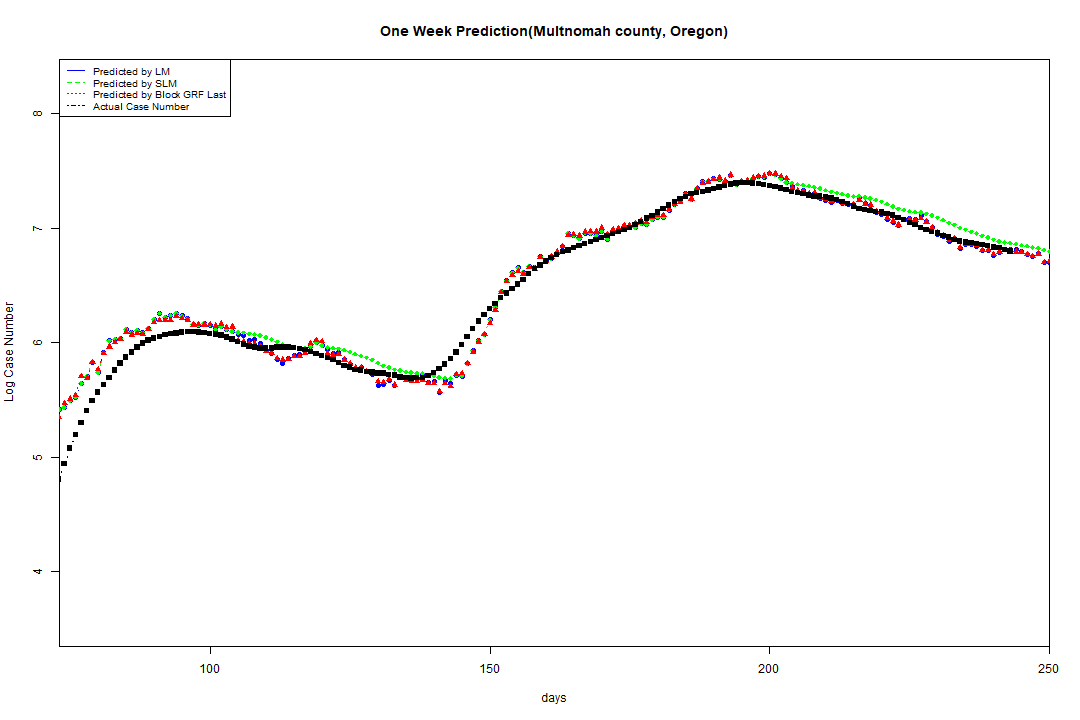 One Week Prediction(Multnomah county, Oregon)
Predicted by LM
Predicted by SLM
Predicted by Block GRF Last
Actual Case Number
8
7
6
5
4
Log Case Number
100
150
200
250
days